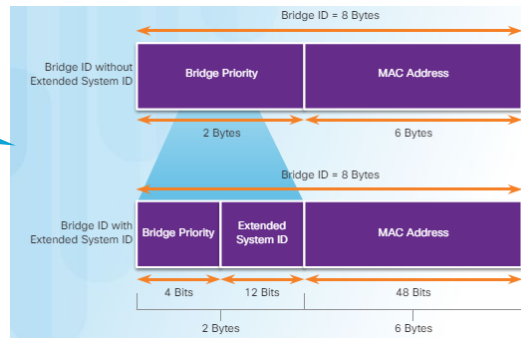 Bridge ID = 8 Bytes
Bridge ID without
Extended System ID
Bridge Priority
MAC Address
2 Bytes
6 Bytes
Bridge ID = 8 Bytes
Bridge ID with
Extended System ID
Bridge Priority
Extended
System ID
MAC Address
4 Bits
12 Bits
48 Bits
2 Bytes
6 Bytes